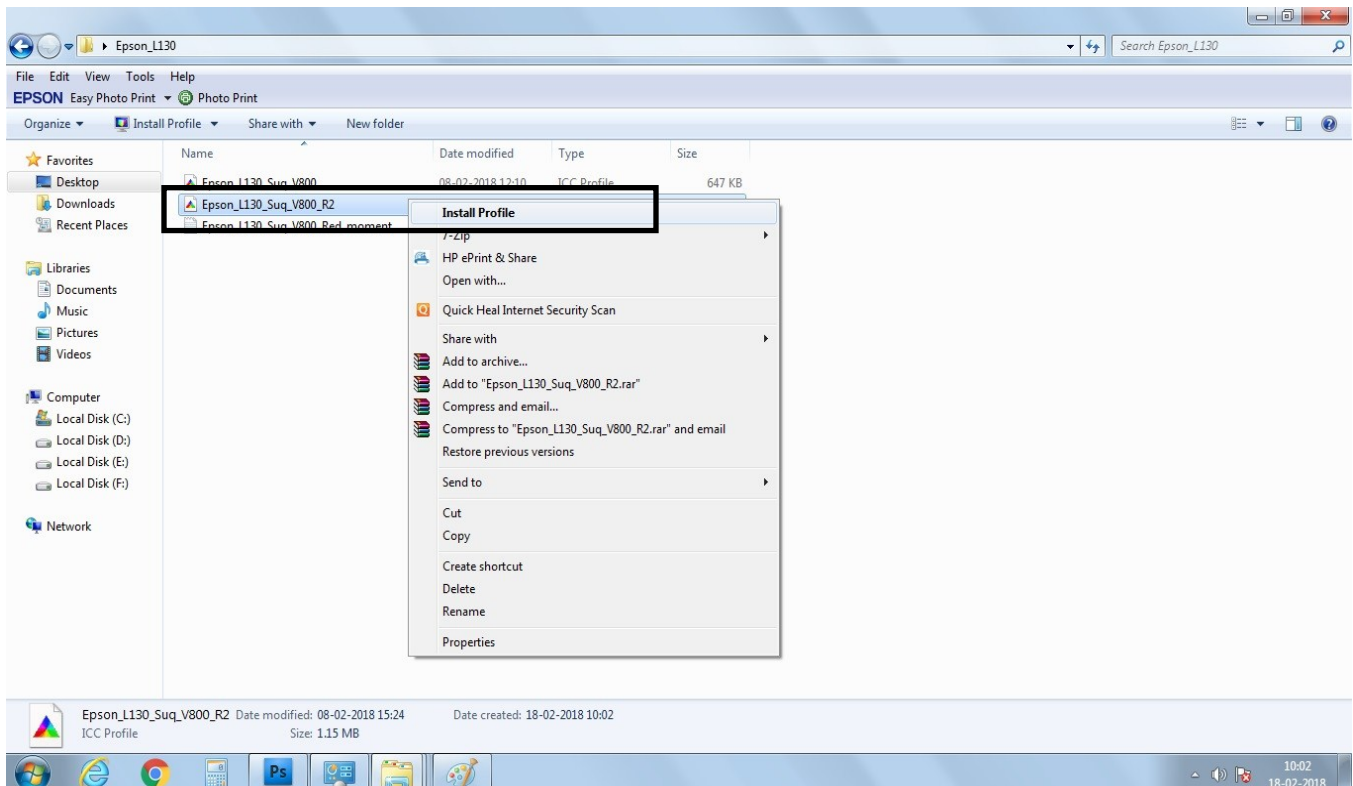 Epson_L130
Search Epson_L130
File Edit View Tools Help
EPSON Easy Photo Print Photo Print
Organize Install Profile Share with New folder
Favorites
Desktop
Downloads
Recent Places
Libraries
Documents
Music
Pictures
Videos
Computer
Local Disk (C:)
Local Disk (D:)
Local Disk (E:)
Local Disk (F:)
Network
Name Date modified Type Size
Epson_L130_Suq_V800 08-02-2018 12:10 ICC Profile 647 KB
Epson_L130_Suq_V800_R2
Epson_L130_Suq_V800_Red_moment
Install Profile
7-Zip
HP ePrint & Share
Open with...
Quick Heal Internet Security Scan
Share with
Add to archive...
Add to "Epson_L130_Suq_V800_R2.rar"
Compress and email...
Compress to "Epson_L130_Suq_V800_R2.rar" and email
Restore previous versions
Send to
Cut
Copy
Create shortcut
Delete
Rename
Properties
Epson_L130_Suq_V800_R2 Date modified: 08-02-2018 15:24 Date created: 18-02-2018 10:02
ICC Profile Size: 1.15 MB
Ps
10:02
18-02-2018